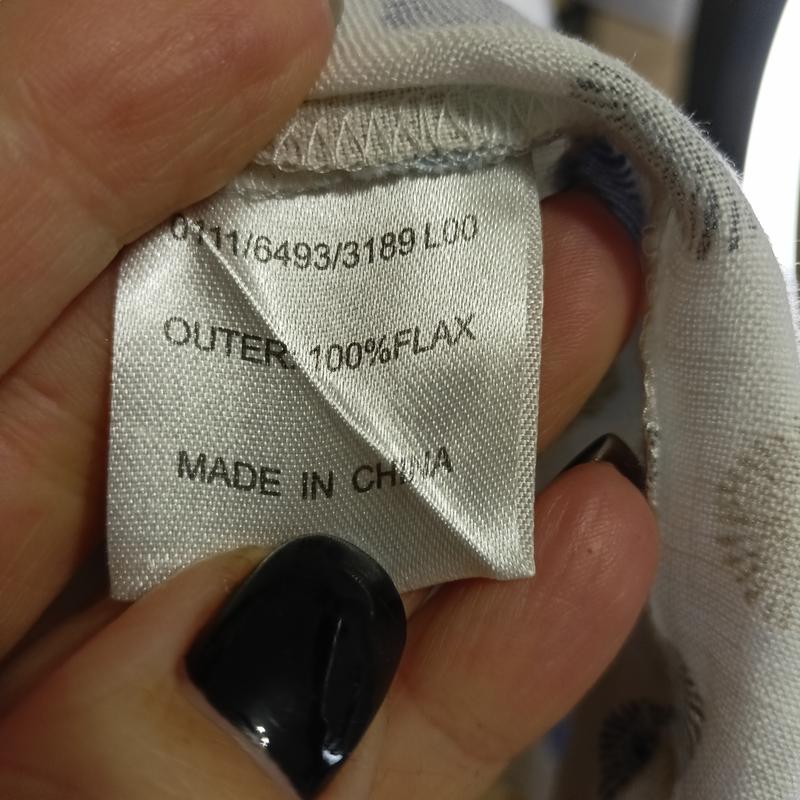 0711/6493/3189 L00
OUTER: 100%FLAX
MADE IN CHINA